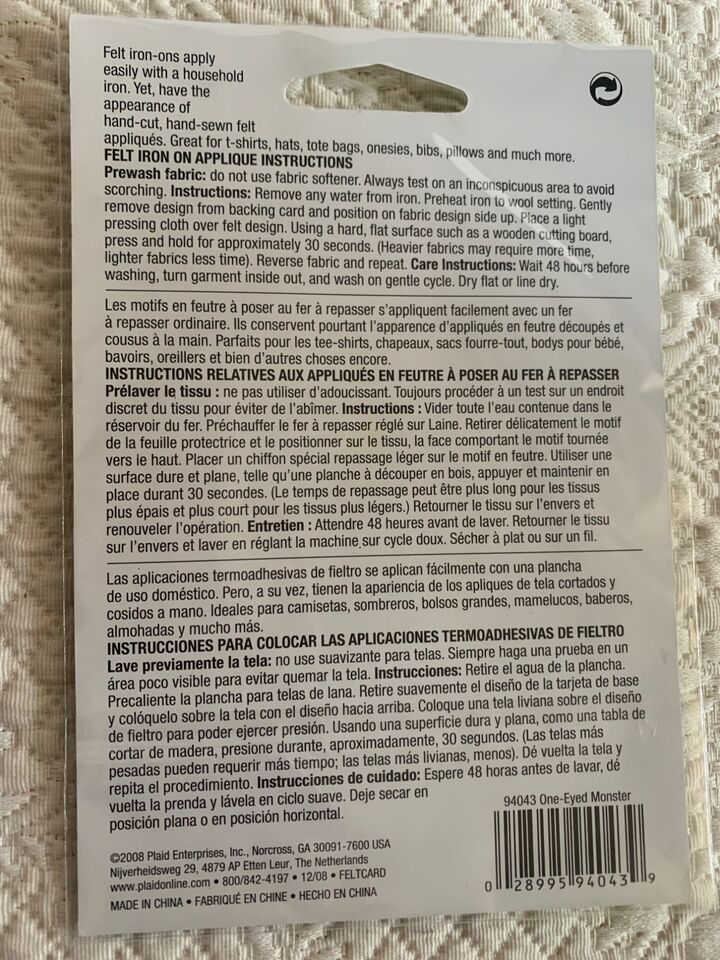 Felt iron-ons apply
easily with a household
iron. Yet, have the
appearance of
hand-cut, hand-sewn felt
appliqués. Great for t-shirts, hats, tote bags, onesies, bibs, pillows and much more.
FELT IRON ON APPLIQUE INSTRUCTIONS
Prewash fabric: do not use fabric softener. Always test on an inconspicuous area to avoid
scorching. Instructions: Remove any water from iron. Preheat iron to wool setting. Gently
remove design from backing card and position on fabric design side up. Place a light
pressing cloth over felt design. Using a hard, flat surface such as a wooden cutting board,
press and hold for approximately 30 seconds. (Heavier fabrics may require more time,
lighter fabrics less time). Reverse fabric and repeat. Care Instructions: Wait 48 hours before
washing, turn garment inside out, and wash on gentle cycle. Dry flat or line dry.
Les motifs en feutre à poser au fer à repasser s'appliquent facilement avec un fer
à repasser ordinaire. Ils conservent pourtant l'apparence d'appliqués en feutre découpés et
cousus à la main. Parfaits pour les tee-shirts, chapeaux, sacs fourre-tout, bodys pour bébé,
bavoirs, oreillers et bien d'autres choses encore.
INSTRUCTIONS RELATIVES AUX APPLIQUÉS EN FEUTRE À POSER AU FER À REPASSER
Prélaver le tissu : ne pas utiliser d'adoucissant. Toujours procéder à un test sur un endroit
discret du tissu pour éviter de l'abîmer. Instructions : Vider toute l'eau contenue dans le
réservoir du fer. Préchauffer le fer à repasser réglé sur Laine. Retirer délicatement le motif
de la feuille protectrice et le positionner sur le tissu, la face comportant le motif tournée
vers le haut. Placer un chiffon spécial repassage léger sur le motif en feutre. Utiliser une
surface dure et plane, telle qu'une planche à découper en bois, appuyer et maintenir en
place durant 30 secondes. (Le temps de repassage peut être plus long pour les tissus
plus épais et plus court pour les tissus plus légers.) Retourner le tissu sur l'envers et
renouveler l'opération. Entretien : Attendre 48 heures avant de laver. Retourner le tissu
sur l'envers et laver en réglant la machine sur cycle doux. Sécher à plat ou sur un fil.
Las aplicaciones termoadhesivas de fieltro se aplican fácilmente con una plancha
de uso doméstico. Pero, a su vez, tienen la apariencia de los apliques de tela cortados y
cosidos a mano. Ideales para camisetas, sombreros, bolsos grandes, mamelucos, baberos,
almohadas y mucho más.
INSTRUCCIONES PARA COLOCAR LAS APLICACIONES TERMOADHESIVAS DE FIELTRO
Lave previamente la tela: no use suavizante para telas. Siempre haga una prueba en un
área poco visible para evitar quemar la tela. Instrucciones: Retire el agua de la plancha.
Precaliente la plancha para telas de lana. Retire suavemente el diseño de la tarjeta de base
y colóquelo sobre la tela con el diseño hacia arriba. Coloque una tela liviana sobre el diseño
de fieltro para poder ejercer presión. Usando una superficie dura y plana, como una tabla de
cortar de madera, presione durante, aproximadamente, 30 segundos. (Las telas más
pesadas pueden requerir más tiempo; las telas más livianas, menos). Dé vuelta la tela y
repita el procedimiento. Instrucciones de cuidado: Espere 48 horas antes de lavar, dé
vuelta la prenda y lávela en ciclo suave. Deje secar en
posición plana o en posición horizontal.
94043 One-Eyed Monster
0 28995 94043 9
©2008 Plaid Enterprises, Inc., Norcross, GA 30091-7600 USA
Nijverheidsweg 29, 4879 AP Etten Leur, The Netherlands
www.plaidonline.com • 800/842-4197 • 12/08 • FELTCARD
MADE IN CHINA • FABRIQUÉ EN CHINE • HECHO EN CHINA